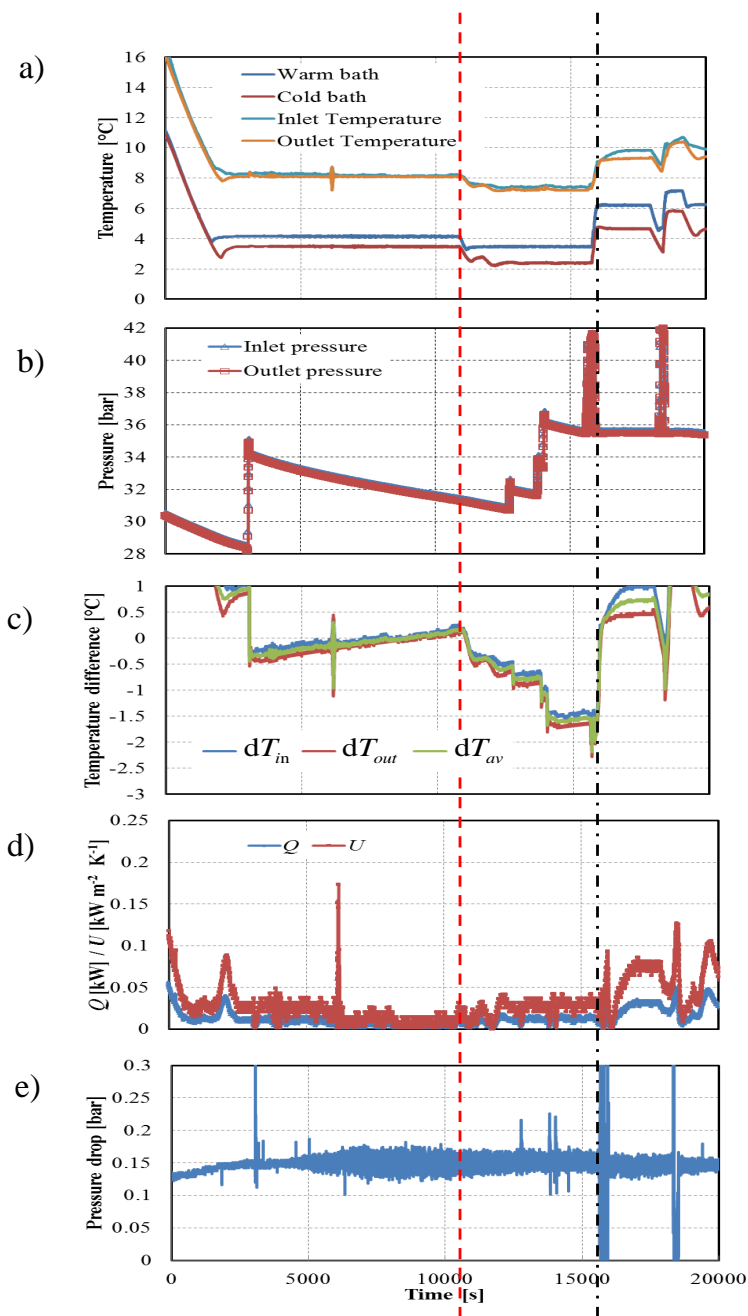 a)
Temperature [°C]
16
14
12
10
8
6
4
2
0
Warm bath
Cold bath
Inlet Temperature
Outlet Temperature
b)
Pressure [bar]
42
40
38
36
34
32
30
28
Inlet pressure
Outlet pressure
c)
Temperature difference [°C]
1
0.5
0
-0.5
-1
-1.5
-2
-2.5
-3
dTin
dTout
dTav
d)
Q [kW] / U [kW m-2 K-1]
0.25
0.2
0.15
0.1
0.05
0
Q
U
e)
Pressure drop [bar]
0.3
0.25
0.2
0.15
0.1
0.05
0
0
5000
10000
15000
20000
Time [s]